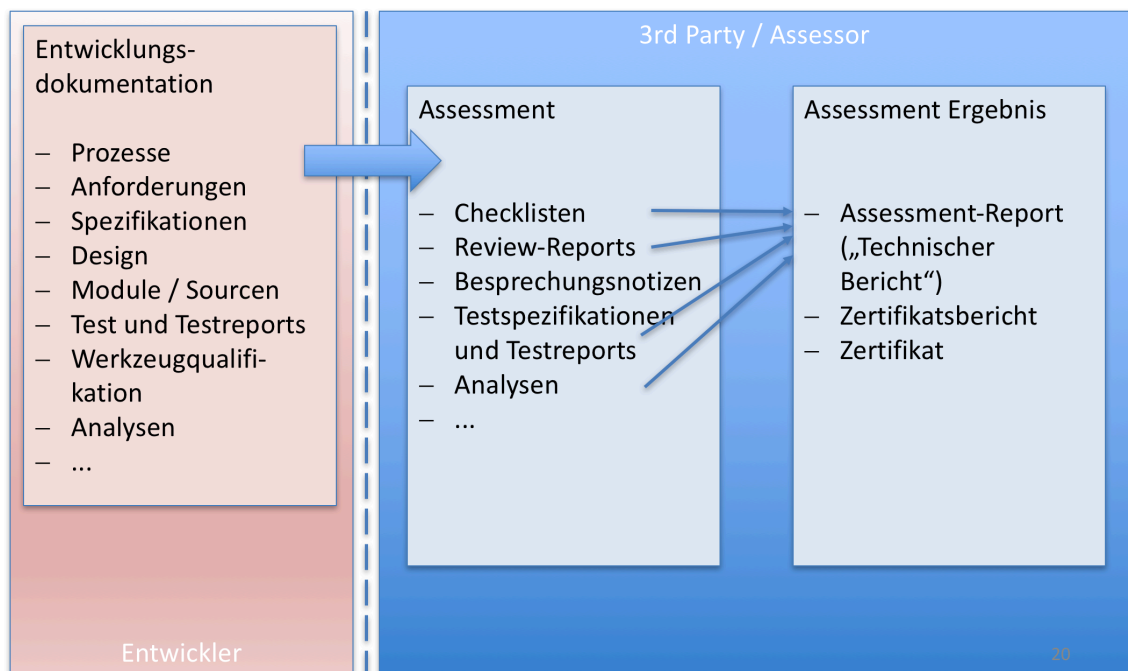 Entwicklungs-
dokumentation
– Prozesse
– Anforderungen
– Spezifikationen
– Design
– Module / Sourcen
– Test und Testreports
– Werkzeugqualifi-
kation
– Analysen
– ...
Entwickler
3rd Party / Assessor
Assessment
– Checklisten
– Review-Reports
– Besprechungsnotizen
– Testspezifikationen
und Testreports
– Analysen
– ...
Assessment Ergebnis
– Assessment-Report
(„Technischer
Bericht“)
– Zertifikatsbericht
– Zertifikat
20